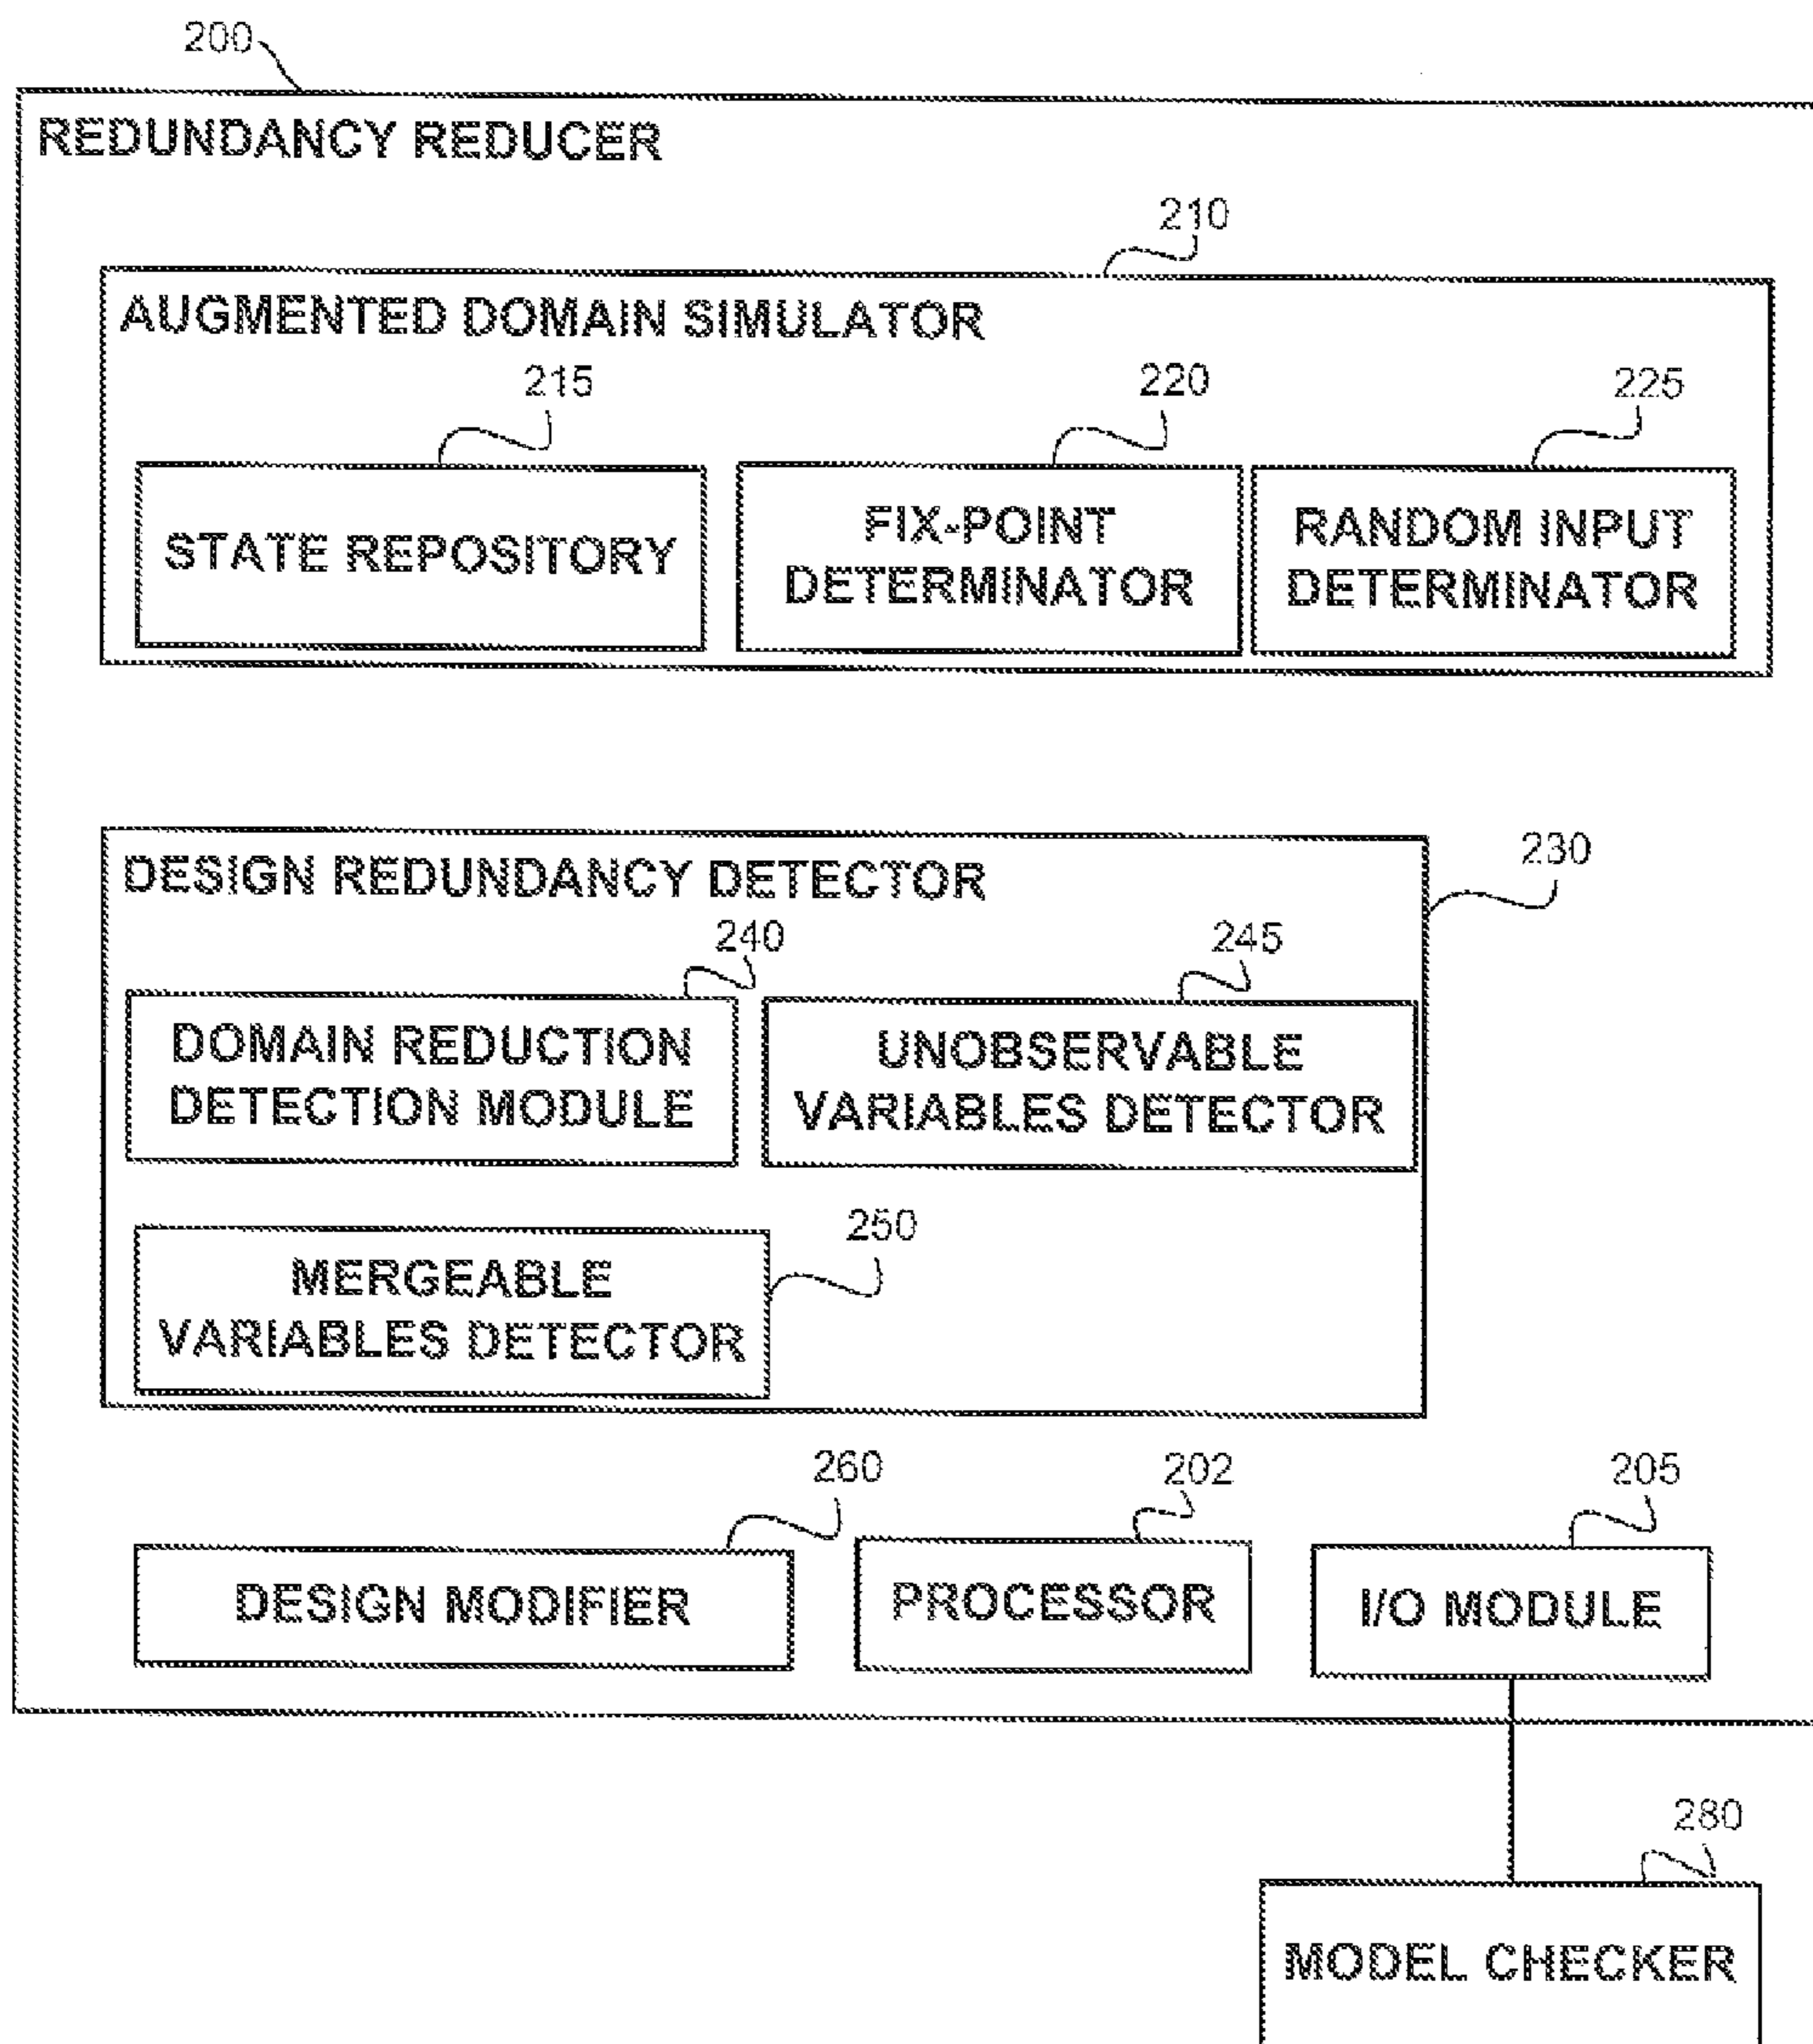 200
REDUNDANCY REDUCER
210
AUGMENTED DOMAIN SIMULATOR
215
220
225
STATE REPOSITORY
FIX-POINT
DETERMINATOR
RANDOM INPUT
DETERMINATOR
230
DESIGN REDUNDANCY DETECTOR
240
245
DOMAIN REDUCTION
DETECTION MODULE
UNOBSERVABLE
VARIABLES DETECTOR
250
MERGEABLE
VARIABLES DETECTOR
260
202
205
DESIGN MODIFIER
PROCESSOR
I/O MODULE
280
MODEL CHECKER